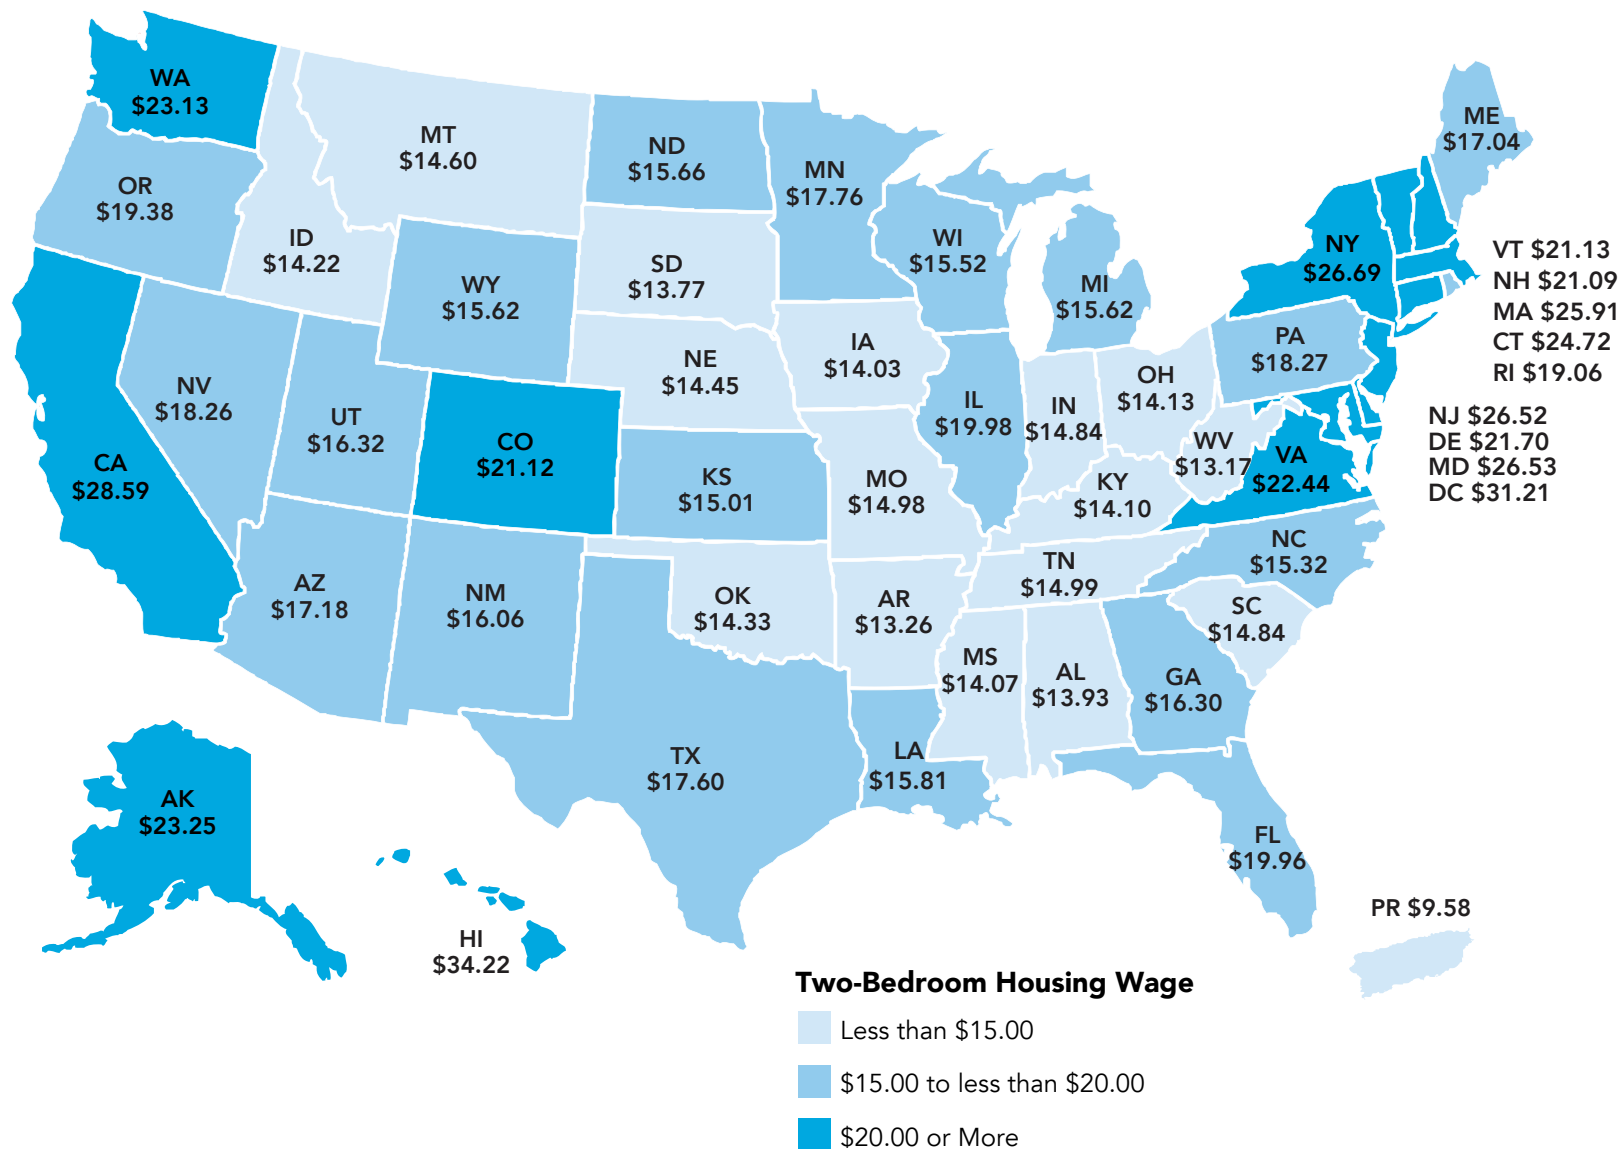 WA
$23.13
MT
$14.60
ND
$15.66
MN
$17.76
ME
$17.04
OR
$19.38
ID
$14.22
SD
$13.77
WI
$15.52
MI
$15.62
NY
$26.69
VT $21.13
NH $21.09
MA $25.91
CT $24.72
RI $19.06
WY
$15.62
NE
$14.45
IA
$14.03
PA
$18.27
NV
$18.26
UT
$16.32
CO
$21.12
IL
$19.98
IN
$14.84
OH
$14.13
NJ $26.52
DE $21.70
MD $26.53
DC $31.21
CA
$28.59
KS
$15.01
MO
$14.98
KY
$14.10
WV
$13.17
VA
$22.44
AZ
$17.18
NM
$16.06
OK
$14.33
AR
$13.26
TN
$14.99
NC
$15.32
SC
$14.84
MS
$14.07
AL
$13.93
GA
$16.30
TX
$17.60
LA
$15.81
AK
$23.25
FL
$19.96
HI
$34.22
PR $9.58
Two-Bedroom Housing Wage
Less than $15.00
$15.00 to less than $20.00
$20.00 or More